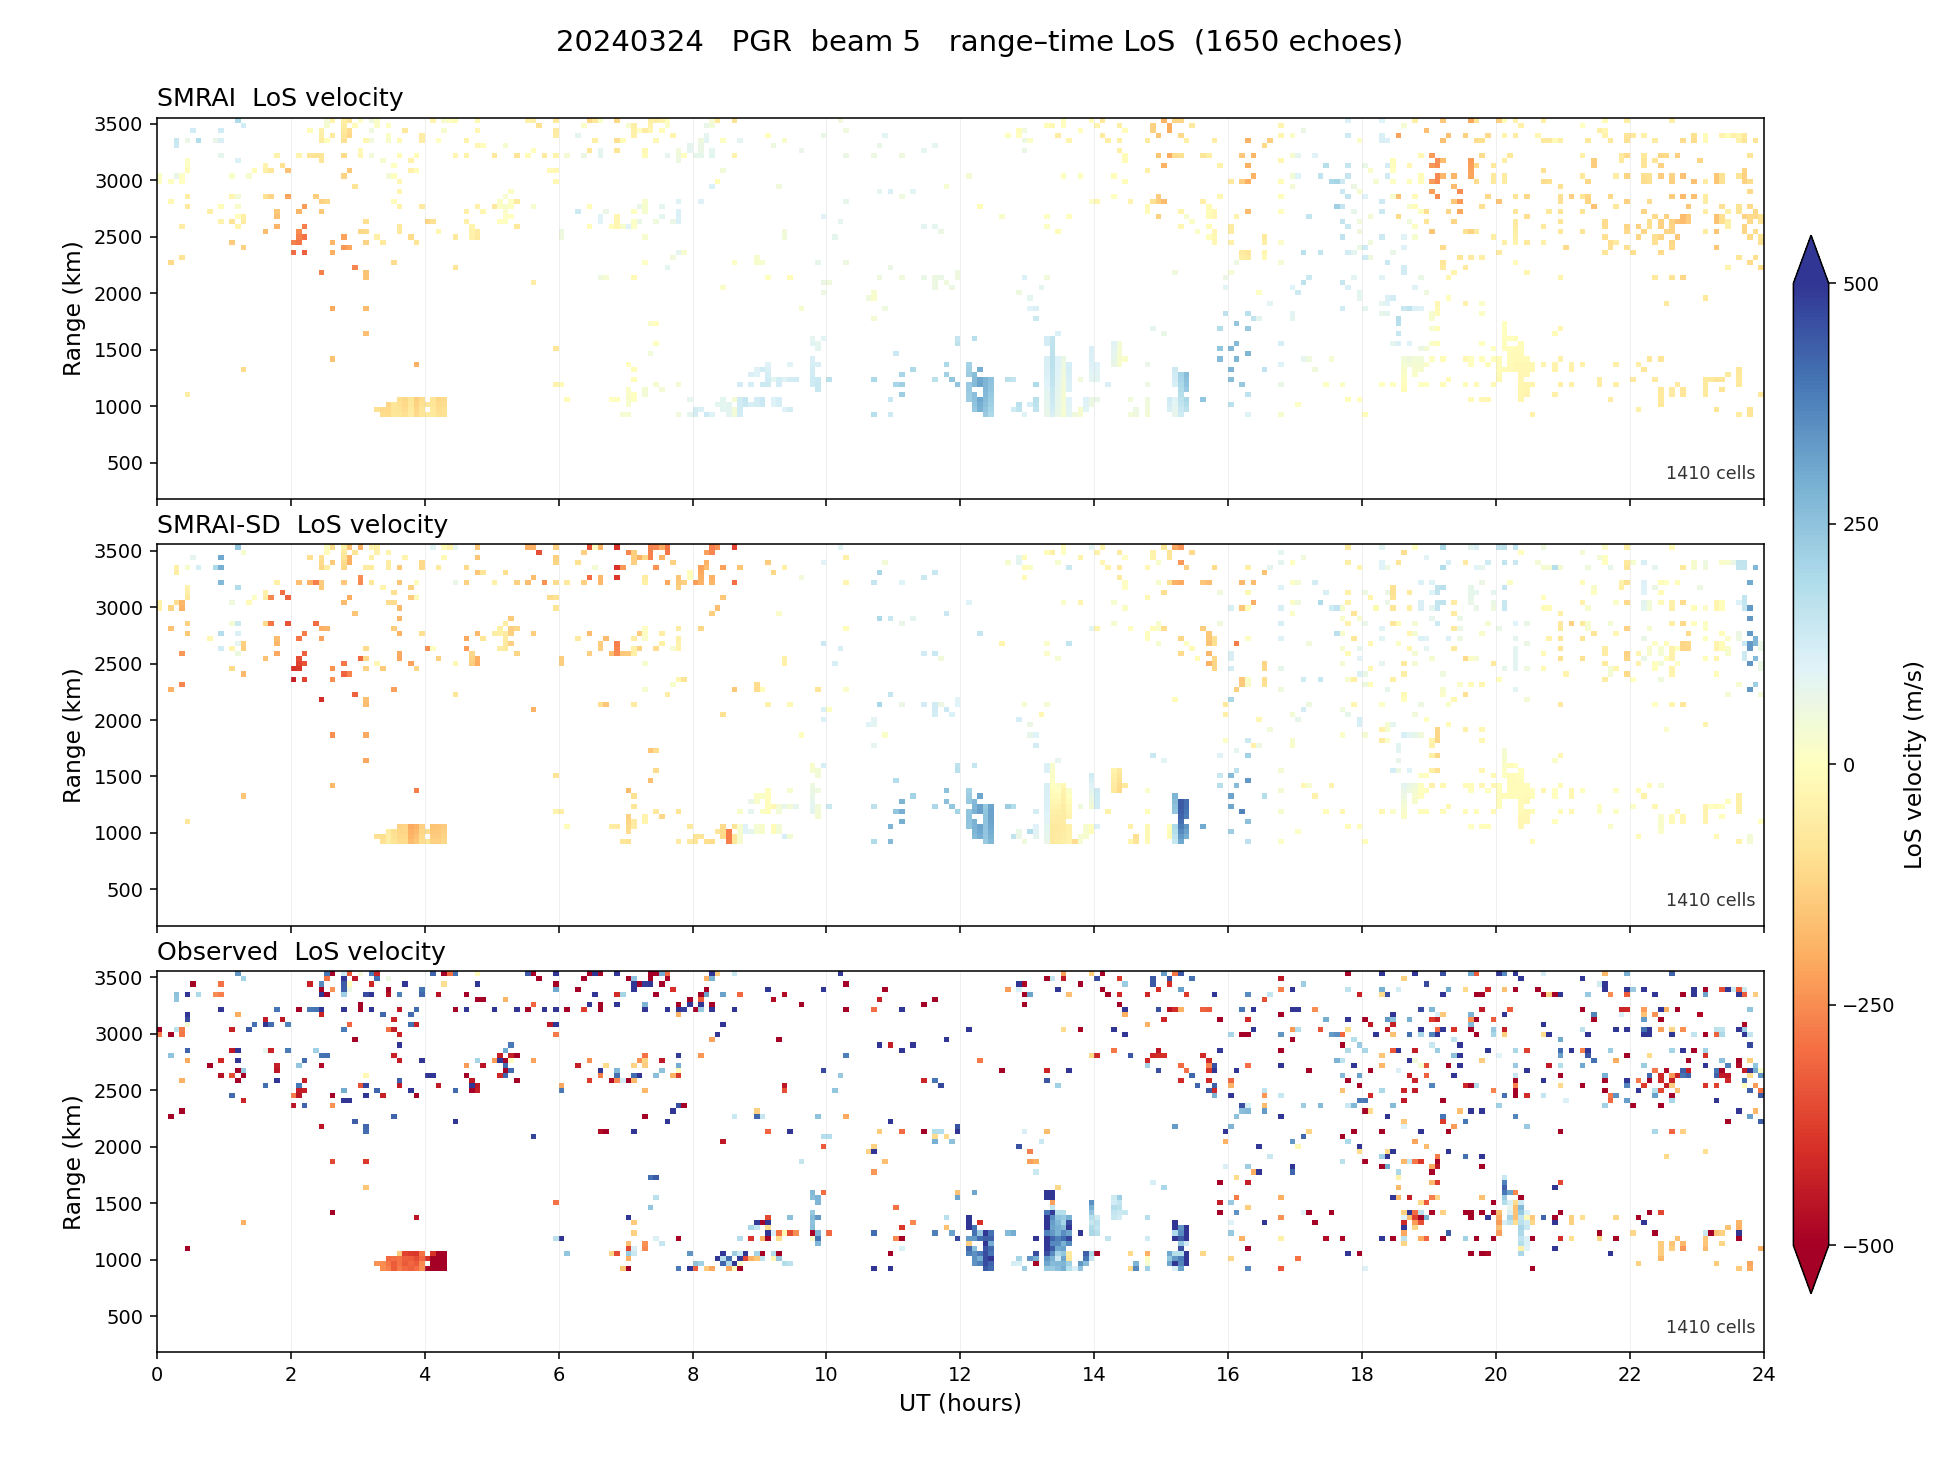 20240324   PGR  beam 5   range–time LoS  (1650 echoes)
SMRAI  LoS velocity
3500
3000
2500
2000
1500
1000
500
Range (km)
1410 cells
SMRAI-SD  LoS velocity
3500
3000
2500
2000
1500
1000
500
Range (km)
1410 cells
Observed  LoS velocity
3500
3000
2500
2000
1500
1000
500
Range (km)
1410 cells
0 2 4 6 8 10 12 14 16 18 20 22 24
UT (hours)
500
250
0
−250
−500
LoS velocity (m/s)